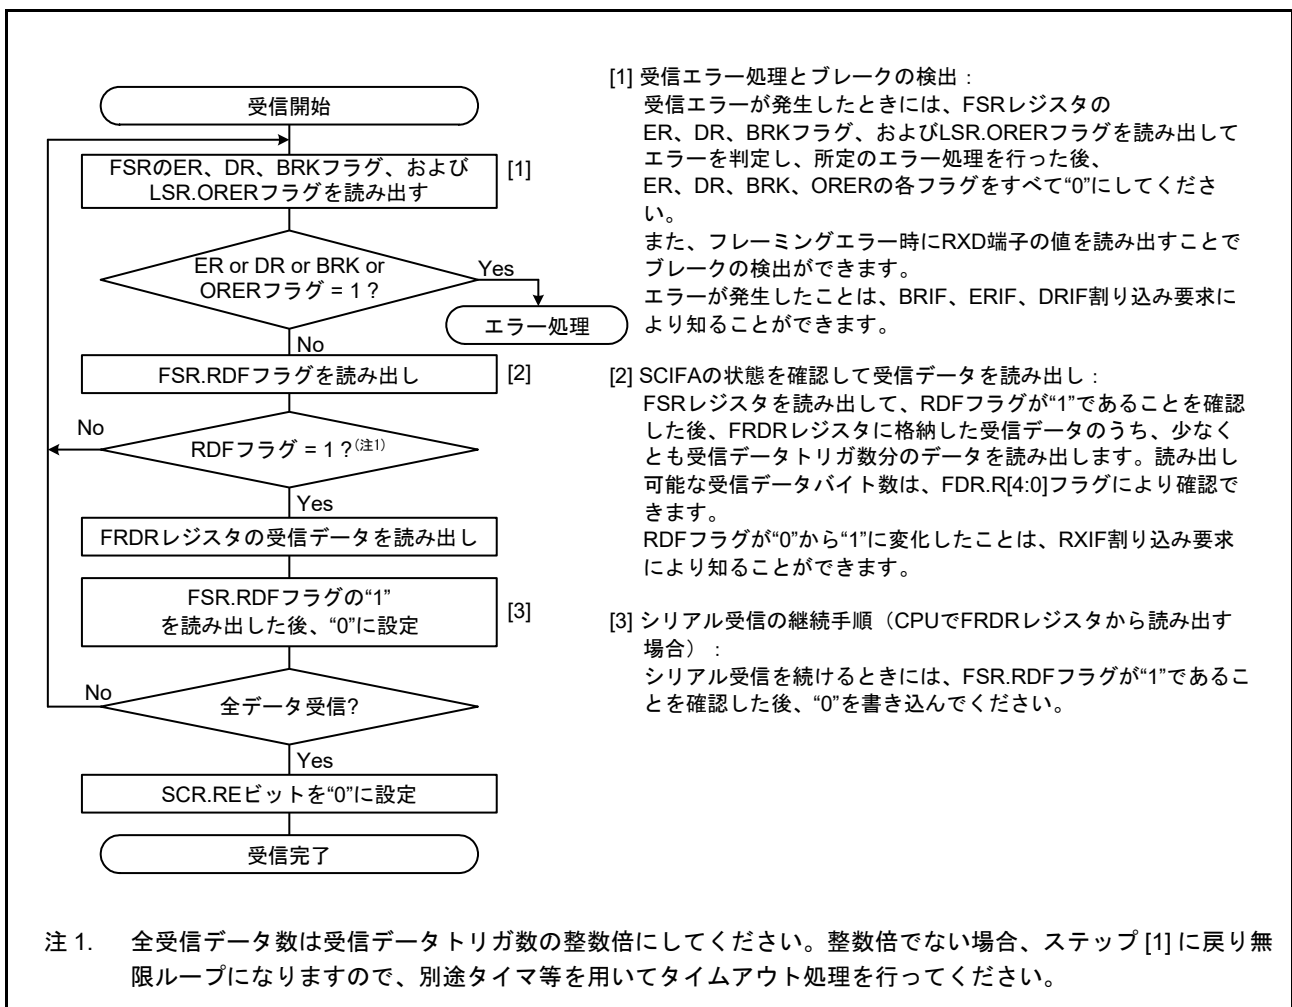 受信開始
FSRのER、DR、BRKフラグ、および
LSR.ORERフラグを読み出す
[1]
ER or DR or BRK or
ORERフラグ = 1 ?
Yes
エラー処理
No
FSR.RDFフラグを読み出し
[2]
No
RDFフラグ = 1 ?(注1)
Yes
FRDRレジスタの受信データを読み出し
FSR.RDFフラグの“1”
を読み出した後、“0”に設定
[3]
No
全データ受信?
Yes
SCR.REビットを“0”に設定
受信完了
[1] 受信エラー処理とブレークの検出：
受信エラーが発生したときには、FSRレジスタの
ER、DR、BRKフラグ、およびLSR.ORERフラグを読み出して
エラーを判定し、所定のエラー処理を行った後、
ER、DR、BRK、ORERの各フラグをすべて“0”にしてくださ
い。
また、フレーミングエラー時にRXD端子の値を読み出すことで
ブレークの検出ができます。
エラーが発生したことは、BRIF、ERIF、DRIF割り込み要求に
より知ることができます。
[2] SCIFAの状態を確認して受信データを読み出し：
FSRレジスタを読み出して、RDFフラグが“1”であることを確認
した後、FRDRレジスタに格納した受信データのうち、少なく
とも受信データトリガ数分のデータを読み出します。読み出し
可能な受信データバイト数は、FDR.R[4:0]フラグにより確認で
きます。
RDFフラグが“0”から“1”に変化したことは、RXIF割り込み要求
により知ることができます。
[3] シリアル受信の継続手順（CPUでFRDRレジスタから読み出す
場合）：
シリアル受信を続けるときには、FSR.RDFフラグが“1”であるこ
とを確認した後、“0”を書き込んでください。
注 1. 全受信データ数は受信データトリガ数の整数倍にしてください。整数倍でない場合、ステップ [1] に戻り無
限ループになりますので、別途タイマ等を用いてタイムアウト処理を行ってください。